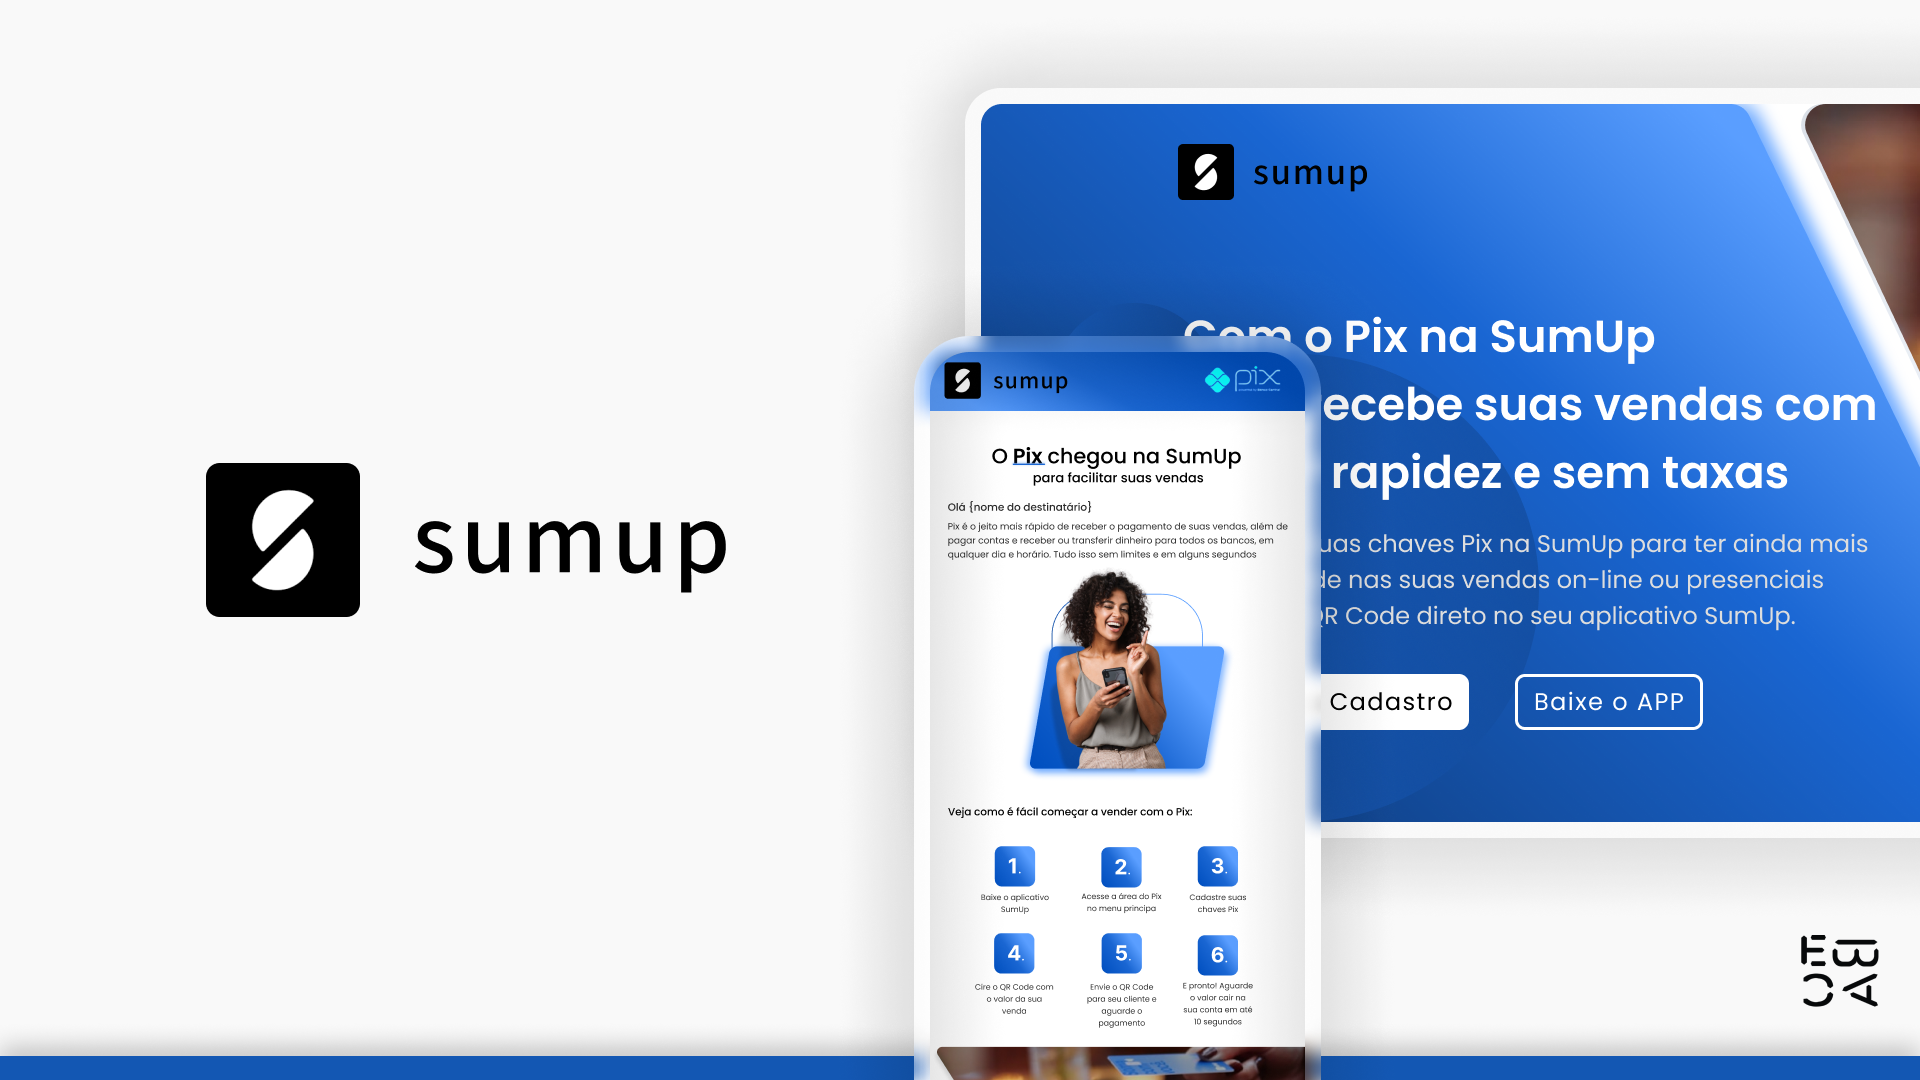 sumup
sumup
Com o Pix na SumUp
ecebe suas vendas com
rapidez e sem taxas
uas chaves Pix na SumUp para ter ainda mais
de nas suas vendas on-line ou presenciais
QR Code direto no seu aplicativo SumUp.
Cadastro
Baixe o APP
sumup
pix
O Pix chegou na SumUp
para facilitar suas vendas
Olá {nome do destinatário}
Pix é o jeito mais rápido de receber o pagamento de suas vendas, além de
pagar contas e receber ou transferir dinheiro para todos os bancos, em
qualquer dia e horário. Tudo isso sem limites e em alguns segundos
Veja como é fácil começar a vender com o Pix:
1.
Baixe o aplicativo
SumUp
2.
Acesse a área do Pix
no menu principa
3.
Cadastre suas
chaves Pix
4.
Cire o QR Code com
o valor da sua
venda
5.
Envie o QR Code
para seu cliente e
aguarde o
pagamento
6.
E pronto! Aguarde
o valor cair na
sua conta em até
10 segundos